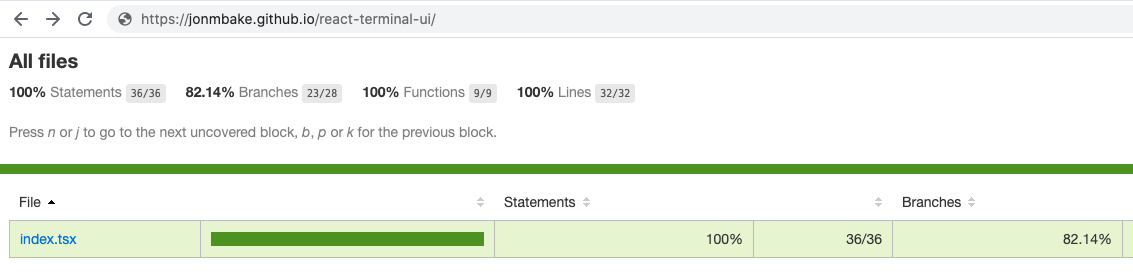 https://jonmbake.github.io/react-terminal-ui/
All files
100% Statements 36/36 82.14% Branches 23/28 100% Functions 9/9 100% Lines 32/32
Press n or j to go to the next uncovered block, b, p or k for the previous block.
File Statements Branches
index.tsx 100% 36/36 82.14%